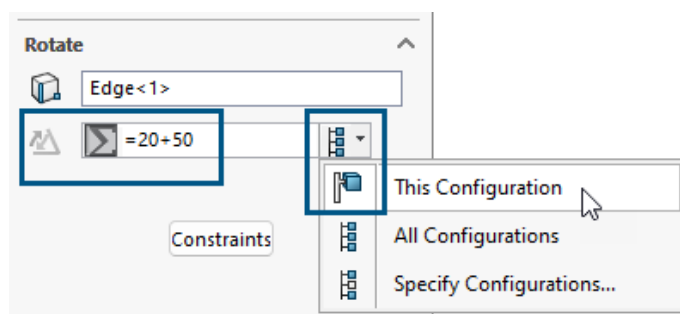 Rotate
Edge<1>
=20+50
This Configuration
Constraints
All Configurations
Specify Configurations...